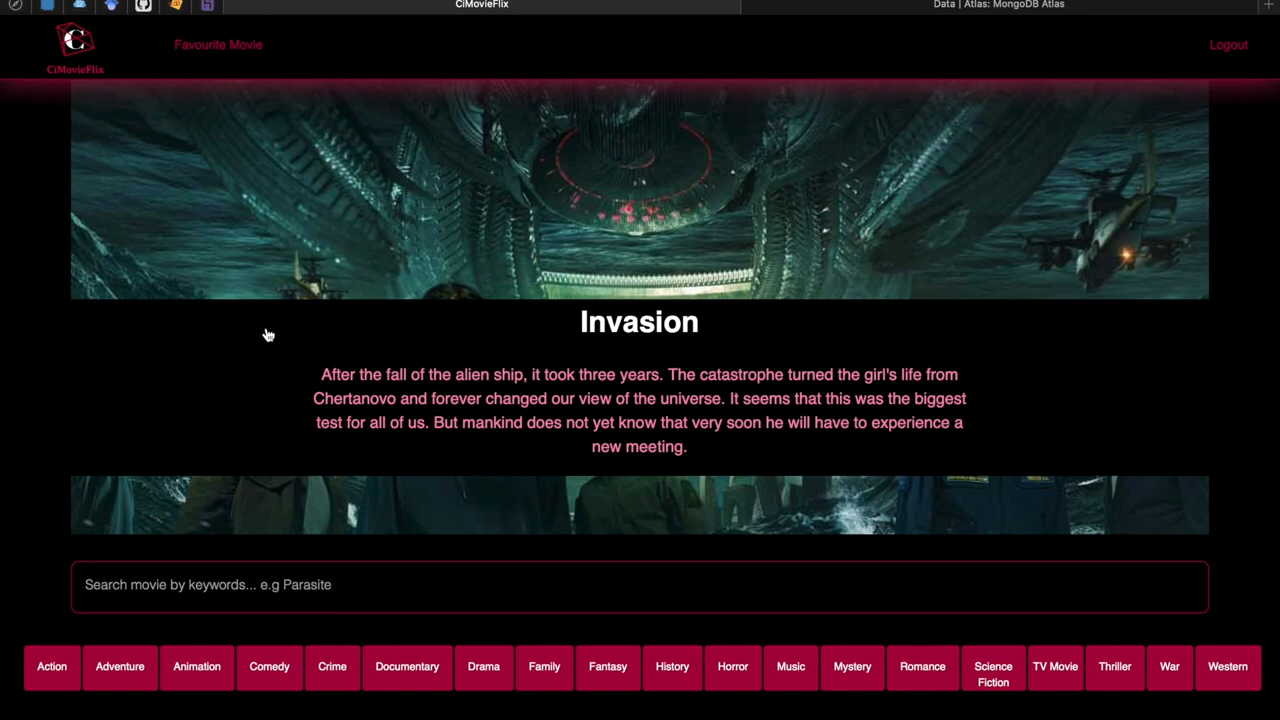 CiMovieFlix
Data | Atlas: MongoDB Atlas
C
CiMovieFlix
Favourite Movie
Logout
Invasion
After the fall of the alien ship, it took three years. The catastrophe turned the girl's life from
Chertanovo and forever changed our view of the universe. It seems that this was the biggest
test for all of us. But mankind does not yet know that very soon he will have to experience a
new meeting.
Search movie by keywords... e.g Parasite
Action
Adventure
Animation
Comedy
Crime
Documentary
Drama
Family
Fantasy
History
Horror
Music
Mystery
Romance
Science
Fiction
TV Movie
Thriller
War
Western